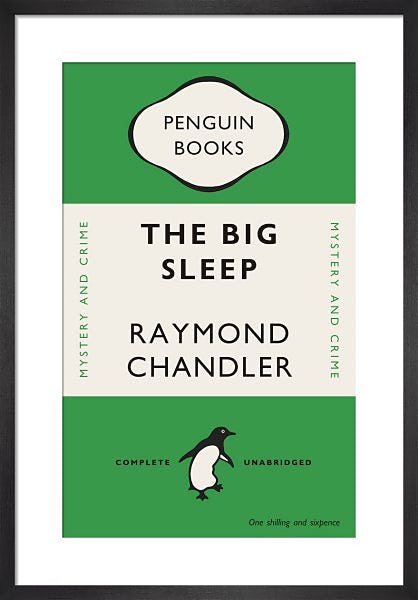 PENGUIN
BOOKS
THE BIG
SLEEP
RAYMOND
CHANDLER
MYSTERY AND CRIME
MYSTERY AND CRIME
COMPLETE UNABRIDGED
One shilling and sixpence